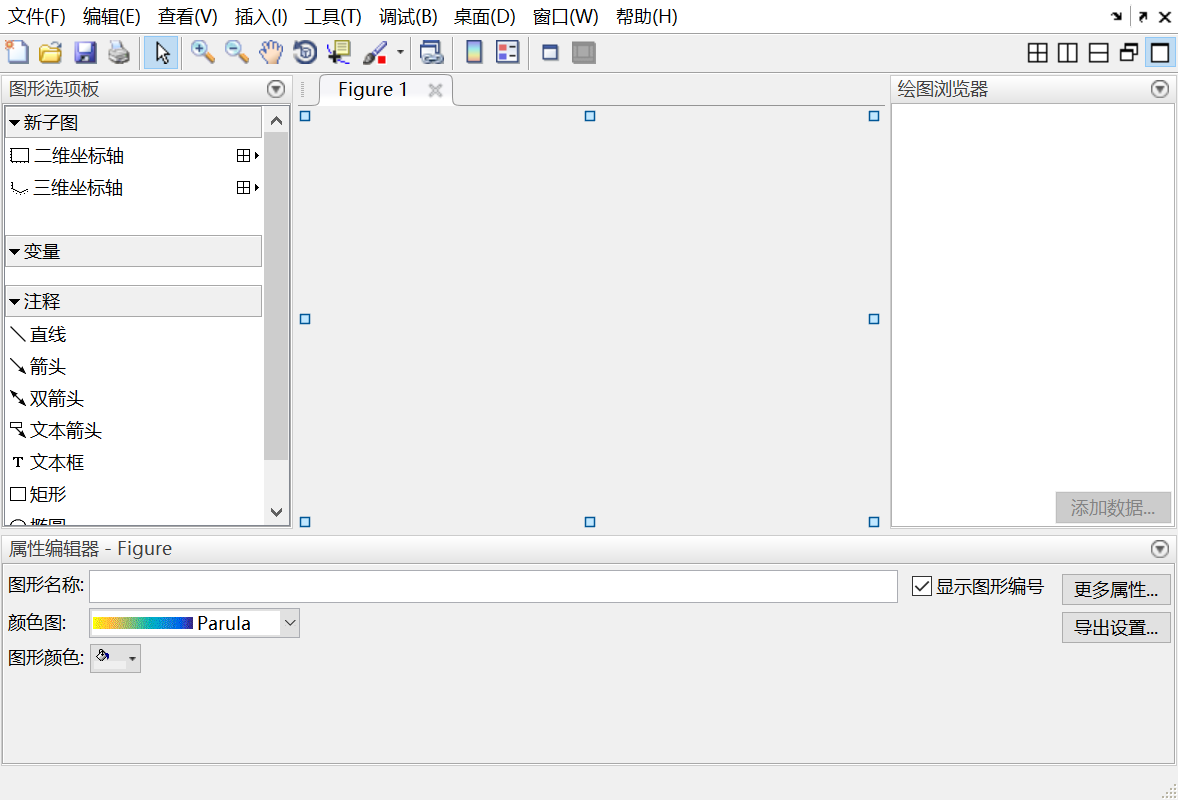 文件(F) 编辑(E) 查看(V) 插入(I) 工具(T) 调试(B) 桌面(D) 窗口(W) 帮助(H)
图形选项板
Figure 1
绘图浏览器
新子图
二维坐标轴
三维坐标轴
变量
注释
直线
箭头
双箭头
文本箭头
T 文本框
矩形
椭圆
添加数据...
属性编辑器 - Figure
图形名称:
显示图形编号
更多属性...
颜色图:
Parula
导出设置...
图形颜色: